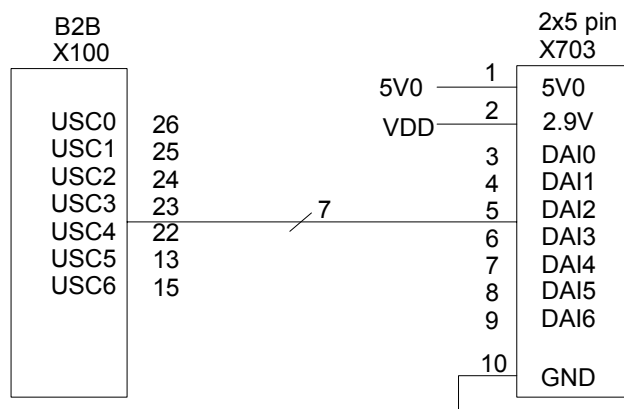 B2B
X100
USC0 26
USC1 25
USC2 24
USC3 23
USC4 22
USC5 13
USC6 15
7
2x5 pin
X703
5V0 1 5V0
VDD 2 2.9V
3 DAI0
4 DAI1
5 DAI2
6 DAI3
7 DAI4
8 DAI5
9 DAI6
10 GND